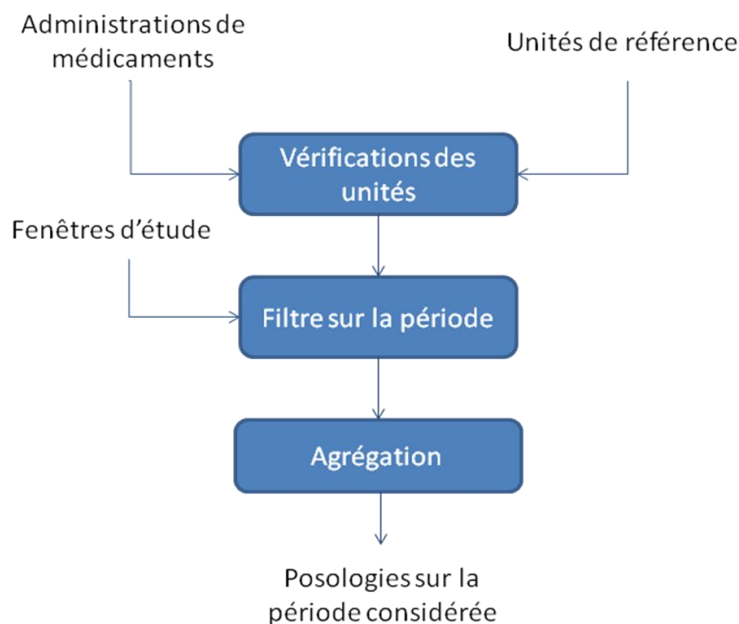 Administrations de
médicaments
Unités de référence
Vérifications des
unités
Fenêtres d’étude
Filtre sur la période
Agrégation
Posologies sur la
période considérée